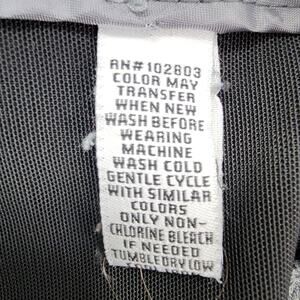 RN#102803
COLOR MAY
TRANSFER
WHEN NEW
WASH BEFORE
WEARING
MACHINE
WASH COLD
GENTLE CYCLE
WITH SIMILAR
COLORS
ONLY NON-
CHLORINE BLEACH
IF NEEDED
TUMBLE DRY LOW